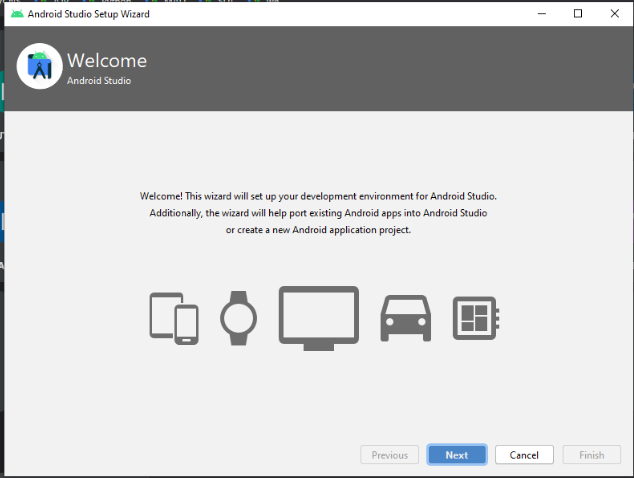 Android Studio Setup Wizard
Welcome
Android Studio
Welcome! This wizard will set up your development environment for Android Studio.
Additionally, the wizard will help port existing Android apps into Android Studio
or create a new Android application project.
Previous
Next
Cancel
Finish